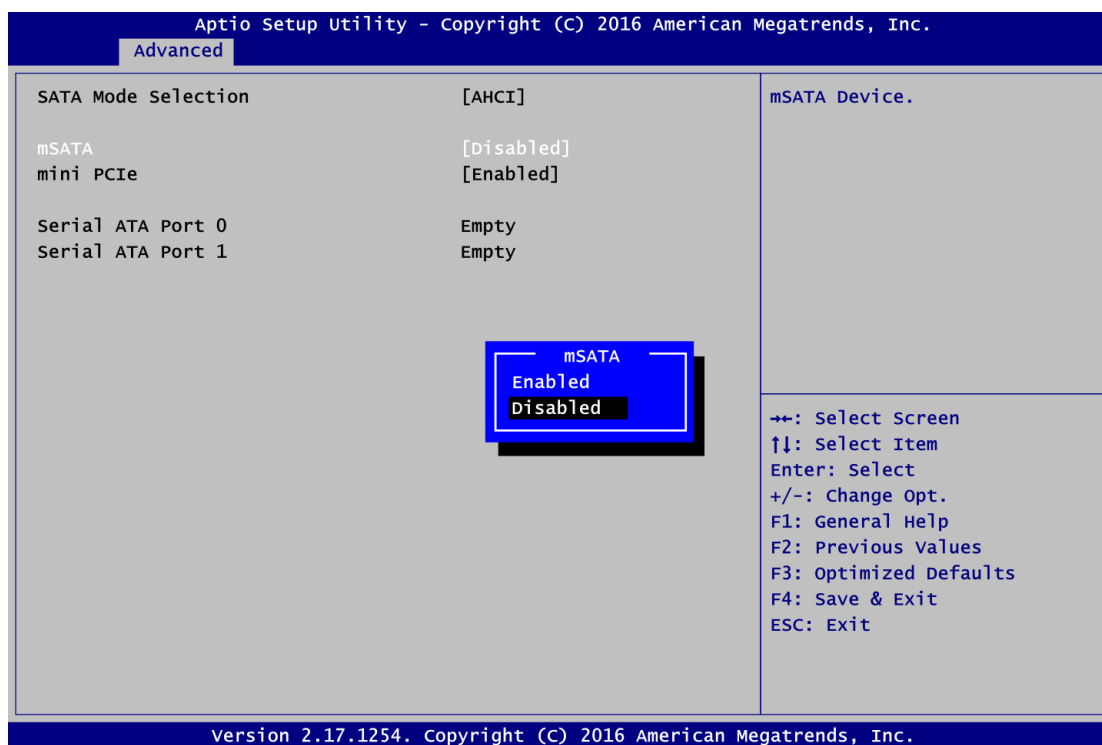 Aptio Setup Utility - Copyright (C) 2016 American Megatrends, Inc.
Advanced
SATA Mode Selection [AHCI]
mSATA [Disabled]
mini PCIe [Enabled]
Serial ATA Port 0 Empty
Serial ATA Port 1 Empty
mSATA
Enabled
Disabled
mSATA Device.
→←: Select Screen
↑↓: Select Item
Enter: Select
+/-: Change Opt.
F1: General Help
F2: Previous Values
F3: Optimized Defaults
F4: Save & Exit
ESC: Exit
Version 2.17.1254. Copyright (C) 2016 American Megatrends, Inc.